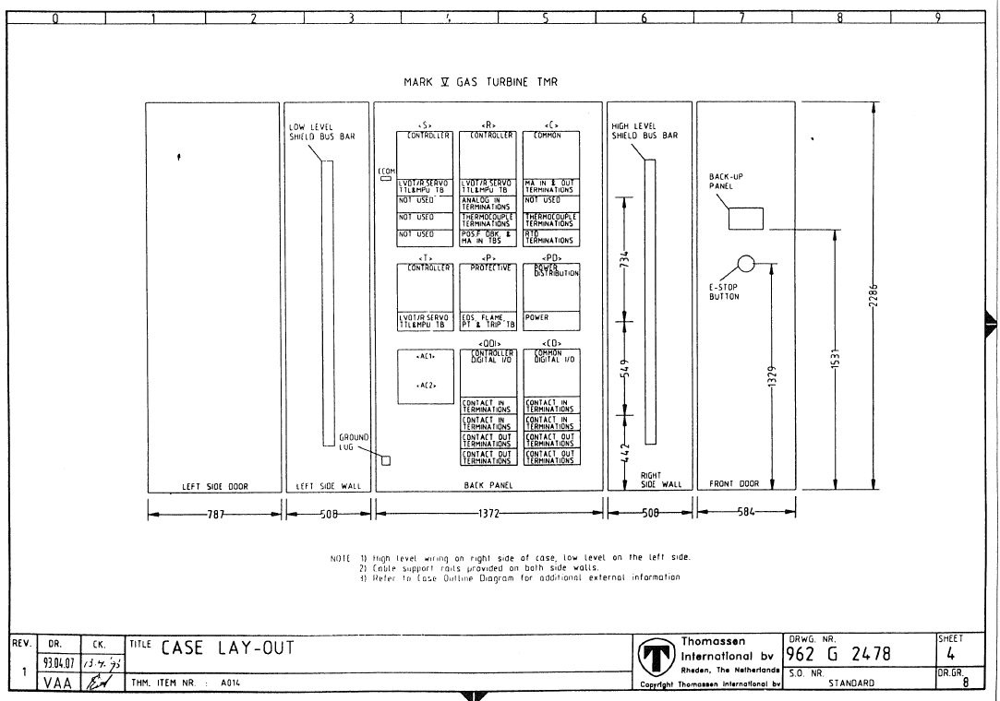 0 1 2 3 4 5 6 7 8 9
MARK V GAS TURBINE TMR
LOW LEVEL
SHIELD BUS BAR
CCOM
GROUND
LUG
<S>
CONTROLLER
LVDT/R SERVO
TTL&MPU TB
NOT USED
NOT USED
NOT USED
<R>
CONTROLLER
LVDT/R SERVO
TTL&MPU TB
ANALOG IN
TERMINATIONS
THERMOCOUPLE
TERMINATIONS
POS.F DBK. &
MA IN TBS
<C>
COMMON
MA IN & OUT
TERMINATIONS
NOT USED
THERMOCOUPLE
TERMINATIONS
RTD
TERMINATIONS
<T>
CONTROLLER
LVDT/R SERVO
TTL&MPU TB
<P>
PROTECTIVE
EOS, FLAME,
PT & TRIP TB
<PD>
POWER
DISTRIBUTION
POWER
<AC1>
<AC2>
<QD1>
CONTROLLER
DIGITAL I/O
CONTACT IN
TERMINATIONS
CONTACT IN
TERMINATIONS
CONTACT OUT
TERMINATIONS
CONTACT OUT
TERMINATIONS
<CD>
COMMON
DIGITAL I/O
CONTACT IN
TERMINATIONS
CONTACT IN
TERMINATIONS
CONTACT OUT
TERMINATIONS
CONTACT OUT
TERMINATIONS
HIGH LEVEL
SHIELD BUS BAR
734
549
442
BACK-UP
PANEL
E-STOP
BUTTON
1329
1531
2286
LEFT SIDE DOOR
LEFT SIDE WALL
BACK PANEL
RIGHT
SIDE WALL
FRONT DOOR
787
508
1372
508
584
NOTE 1) High level wiring on right side of case, low level on the left side.
2) Cable support rails provided on both side walls.
3) Refer to Case Outline Diagram for additional external information
REV.
1
DR.
93.04.07
VAA
CK.
13.4.'93
TITLE CASE LAY-OUT
THM. ITEM NR. : A014
T
Thomassen
International bv
Rheden, The Netherlands
Copyright Thomassen International bv
DRWG. NR.
962 G 2478
S.O. NR.
STANDARD
SHEET
4
DR.GR.
8